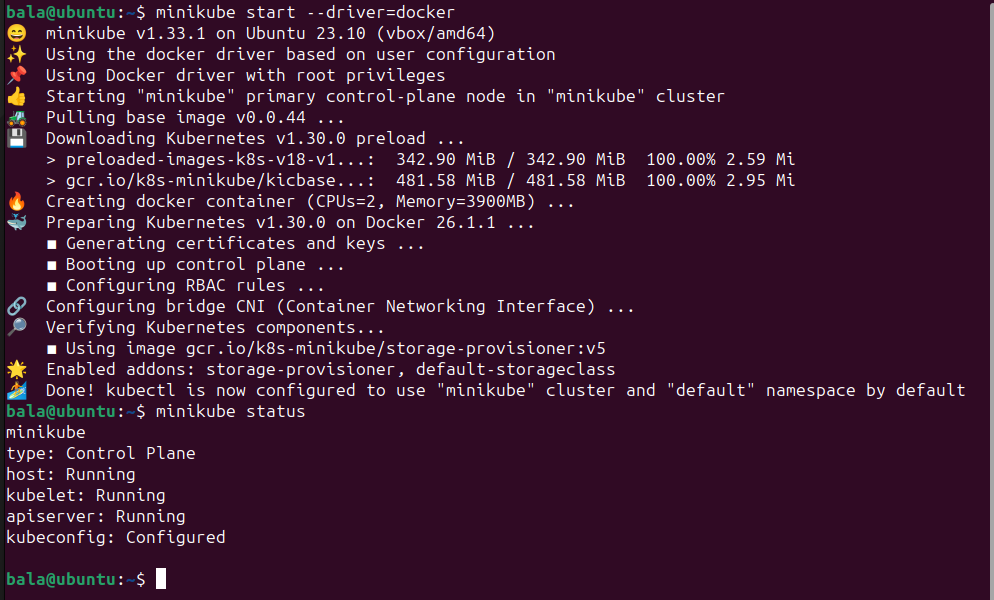 bala@ubuntu:~$ minikube start --driver=docker
😄 minikube v1.33.1 on Ubuntu 23.10 (vbox/amd64)
✨ Using the docker driver based on user configuration
📌 Using Docker driver with root privileges
👍 Starting "minikube" primary control-plane node in "minikube" cluster
🚜 Pulling base image v0.0.44 ...
💾 Downloading Kubernetes v1.30.0 preload ...
> preloaded-images-k8s-v18-v1...: 342.90 MiB / 342.90 MiB 100.00% 2.59 Mi
> gcr.io/k8s-minikube/kicbase...: 481.58 MiB / 481.58 MiB 100.00% 2.95 Mi
🔥 Creating docker container (CPUs=2, Memory=3900MB) ...
🐳 Preparing Kubernetes v1.30.0 on Docker 26.1.1 ...
▪ Generating certificates and keys ...
▪ Booting up control plane ...
▪ Configuring RBAC rules ...
🔗 Configuring bridge CNI (Container Networking Interface) ...
🔎 Verifying Kubernetes components...
▪ Using image gcr.io/k8s-minikube/storage-provisioner:v5
🌟 Enabled addons: storage-provisioner, default-storageclass
🏄 Done! kubectl is now configured to use "minikube" cluster and "default" namespace by default
bala@ubuntu:~$ minikube status
minikube
type: Control Plane
host: Running
kubelet: Running
apiserver: Running
kubeconfig: Configured
bala@ubuntu:~$